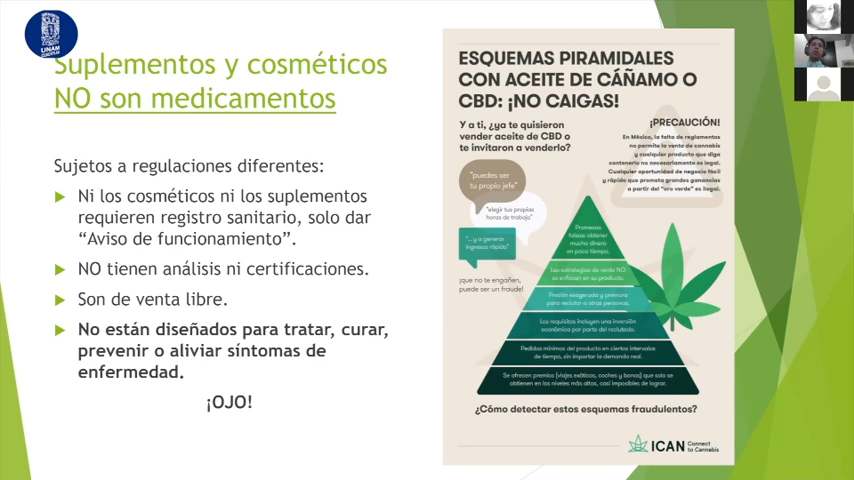 UNAM
Suplementos y cosméticos
NO son medicamentos
Sujetos a regulaciones diferentes:
Ni los cosméticos ni los suplementos
requieren registro sanitario, solo dar
“Aviso de funcionamiento”.
NO tienen análisis ni certificaciones.
Son de venta libre.
No están diseñados para tratar, curar,
prevenir o aliviar síntomas de
enfermedad.
¡OJO!
ESQUEMAS PIRAMIDALES
CON ACEITE DE CÁÑAMO O
CBD: ¡NO CAIGAS!
Y a ti, ¿ya te quisieron
vender aceite de CBD o
te invitaron a venderlo?
"puedes ser
tu propio jefe"
"elegir tus propias
horas de trabajo"
"...y a generar
ingresos rápido"
¡que no te engañen,
puede ser un fraude!
¡PRECAUCIÓN!
En México, la falta de reglamentos
no permite la venta de cannabis
y cualquier producto que diga
contenerlo no necesariamente es legal.
Cualquier oportunidad de negocio fácil
y rápido que prometa grandes ganancias
a partir del "oro verde" es ilegal.
Promesas
falsas: obtener
mucho dinero
en poco tiempo.
Las estrategias de venta NO
se enfocan en su producto.
Presión exagerada y premura
para reclutar a otras personas.
Los requisitos incluyen una inversión
económica por parte del reclutado.
Pedidos mínimos del producto en ciertos intervalos
de tiempo, sin importar la demanda real.
Se ofrecen premios (viajes exóticos, coches y bonos) que solo se
obtienen en los niveles más altos, casi imposibles de lograr.
¿Cómo detectar estos esquemas fraudulentos?
ICAN Connect
to Cannabis